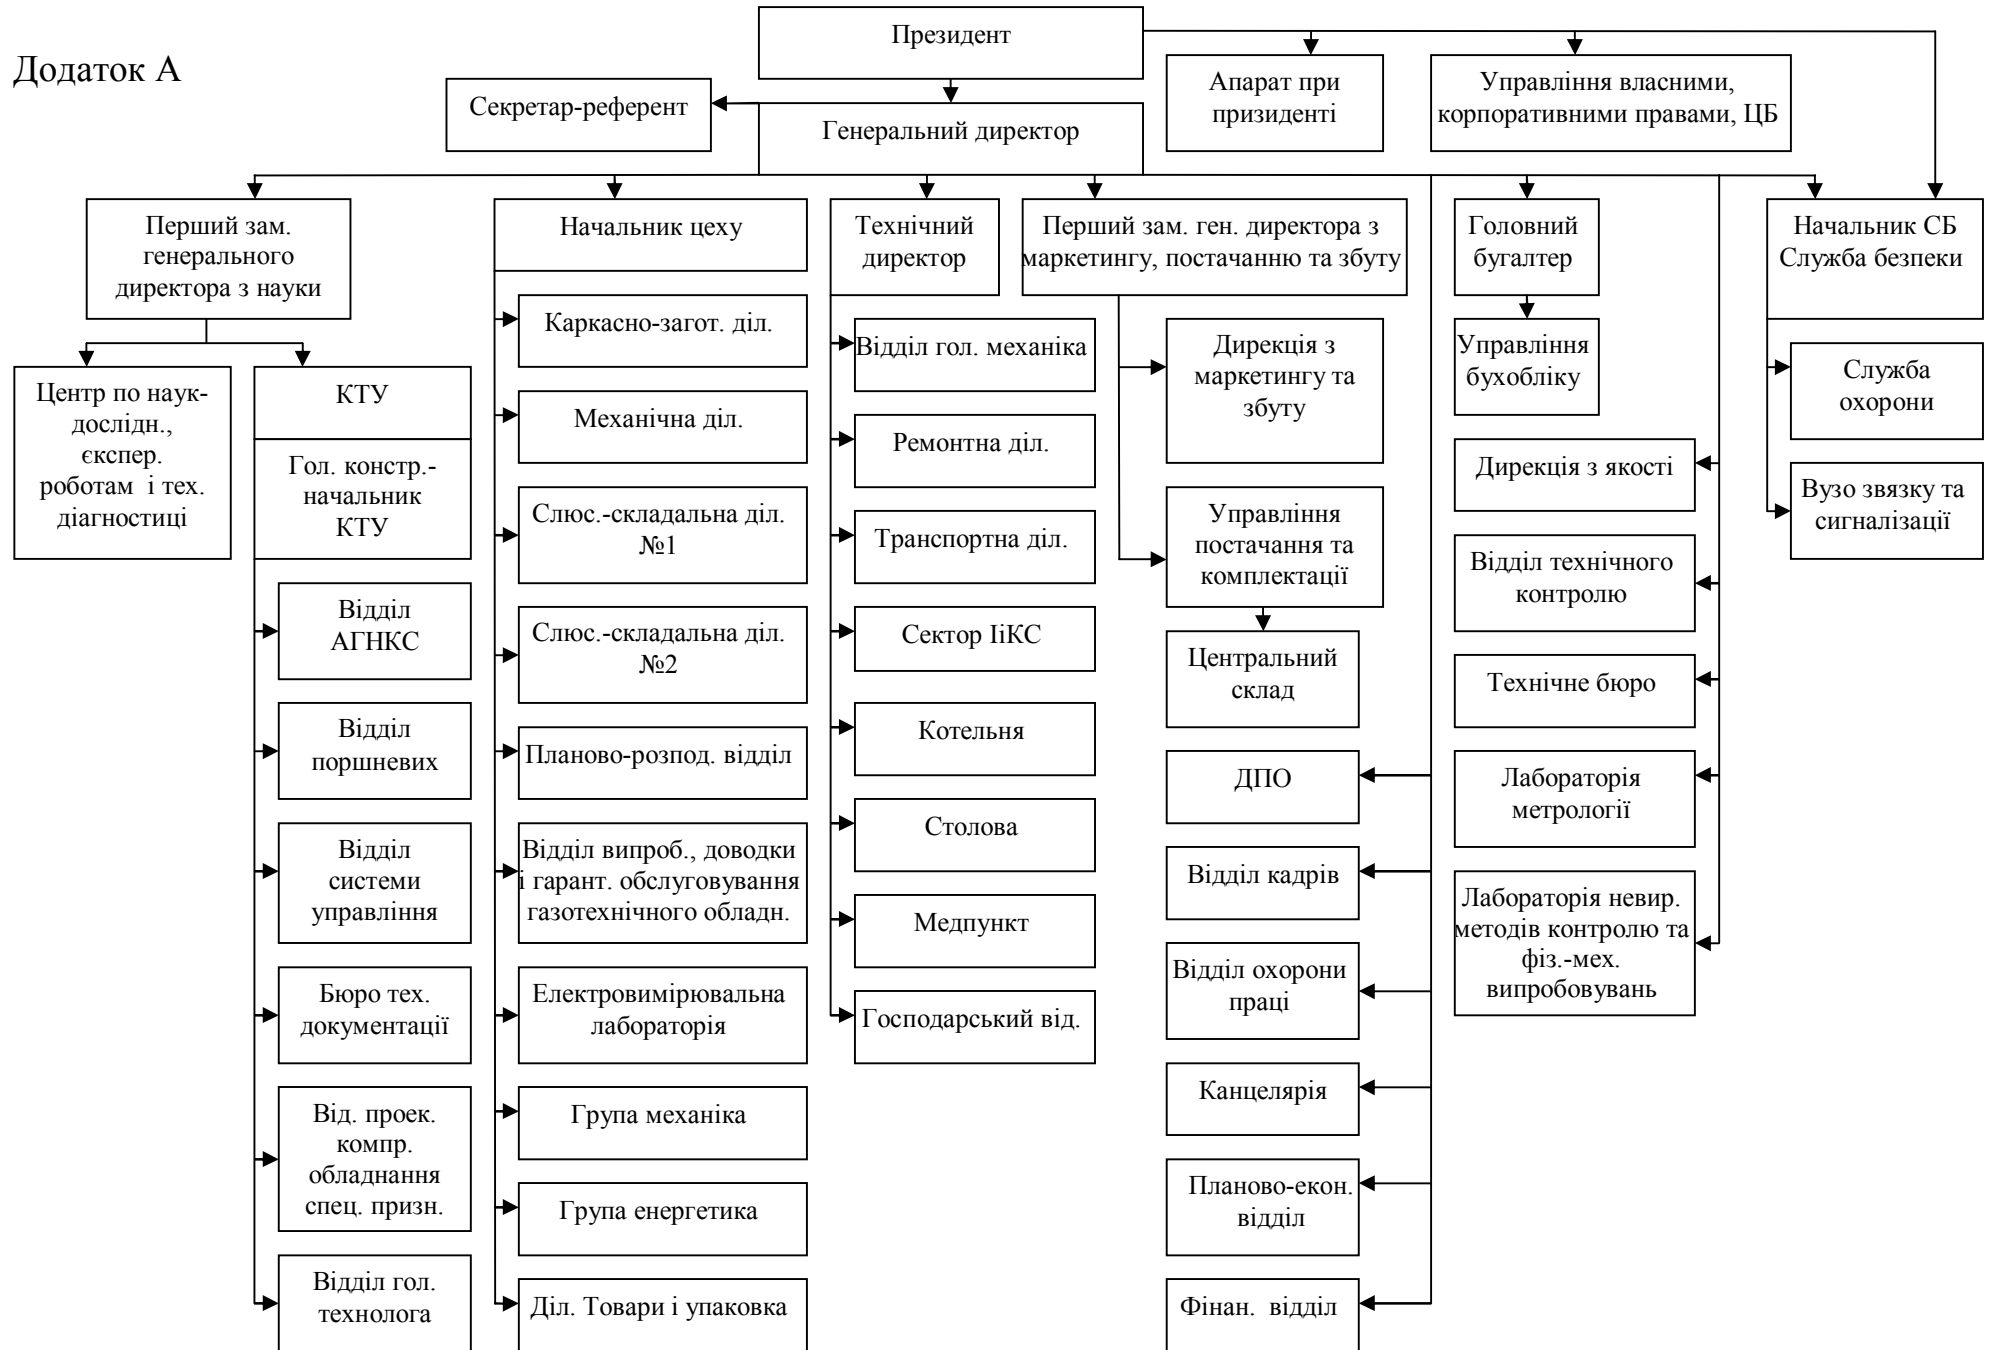 Додаток А
Президент
Секретар-референт
Генеральний директор
Апарат при
призиденті
Управління власними,
корпоративними правами, ЦБ
Перший зам.
генерального
директора з науки
Центр по наук-
дослідн.,
єкспер.
роботам і тех.
діагностиці
КТУ
Гол. констр.-
начальник
КТУ
Відділ
АГНКС
Відділ
поршневих
Відділ
системи
управління
Бюро тех.
документації
Від. проек.
компр.
обладнання
спец. призн.
Відділ гол.
технолога
Начальник цеху
Каркасно-загот. діл.
Механічна діл.
Слюс.-складальна діл.
№1
Слюс.-складальна діл.
№2
Планово-розпод. відділ
Відділ випроб., доводки
і гарант. обслуговування
газотехнічного обладн.
Електровимірювальна
лабораторія
Група механіка
Група енергетика
Діл. Товари і упаковка
Технічний
директор
Відділ гол. механіка
Ремонтна діл.
Транспортна діл.
Сектор ІіКС
Котельня
Столова
Медпункт
Господарський від.
Перший зам. ген. директора з
маркетингу, постачанню та збуту
Дирекція з
маркетингу та
збуту
Управління
постачання та
комплектації
Центральний
склад
ДПО
Відділ кадрів
Відділ охорони
праці
Канцелярія
Планово-екон.
відділ
Фінан. відділ
Головний
бугалтер
Управління
бухобліку
Дирекція з якості
Відділ технічного
контролю
Технічне бюро
Лабораторія
метрології
Лабораторія невир.
методів контролю та
фіз.-мех.
випробовувань
Начальник СБ
Служба безпеки
Служба
охорони
Вузо звязку та
сигналізації